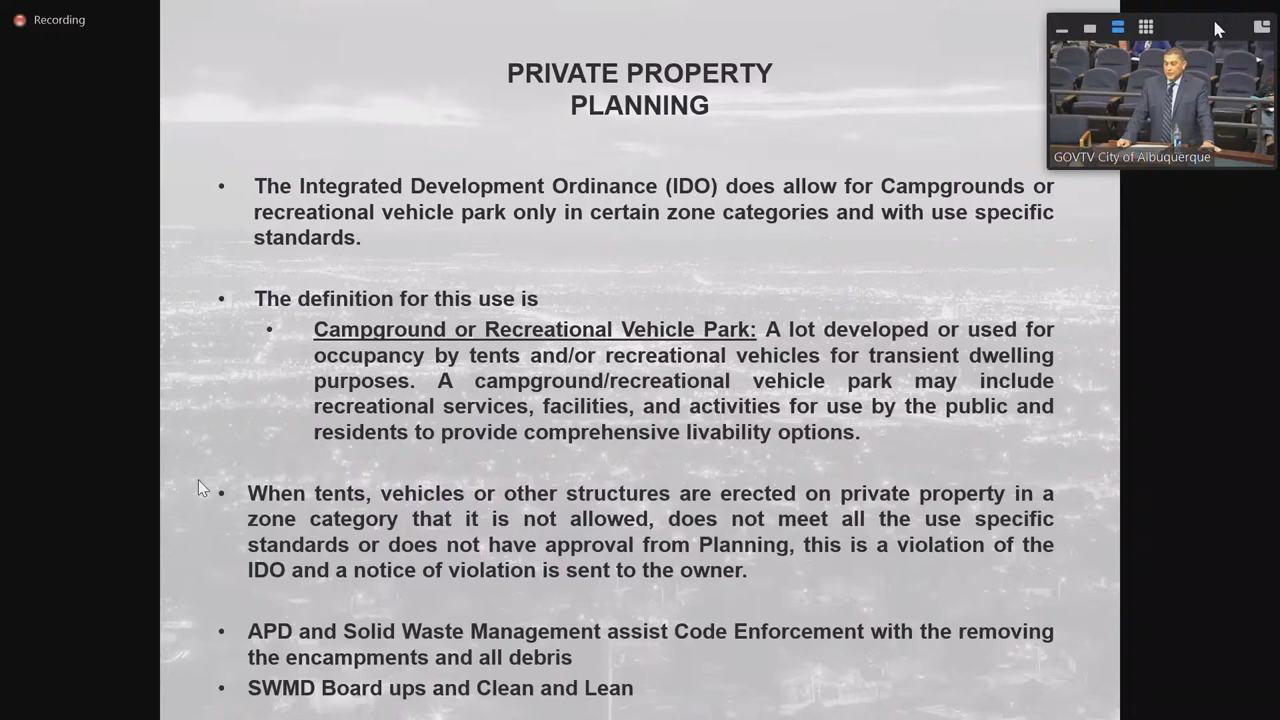 Recording
PRIVATE PROPERTY
PLANNING
GOVTV City of Albuquerque
• The Integrated Development Ordinance (IDO) does allow for Campgrounds or
recreational vehicle park only in certain zone categories and with use specific
standards.
• The definition for this use is
• Campground or Recreational Vehicle Park: A lot developed or used for
occupancy by tents and/or recreational vehicles for transient dwelling
purposes. A campground/recreational vehicle park may include
recreational services, facilities, and activities for use by the public and
residents to provide comprehensive livability options.
• When tents, vehicles or other structures are erected on private property in a
zone category that it is not allowed, does not meet all the use specific
standards or does not have approval from Planning, this is a violation of the
IDO and a notice of violation is sent to the owner.
• APD and Solid Waste Management assist Code Enforcement with the removing
the encampments and all debris
• SWMD Board ups and Clean and Lean